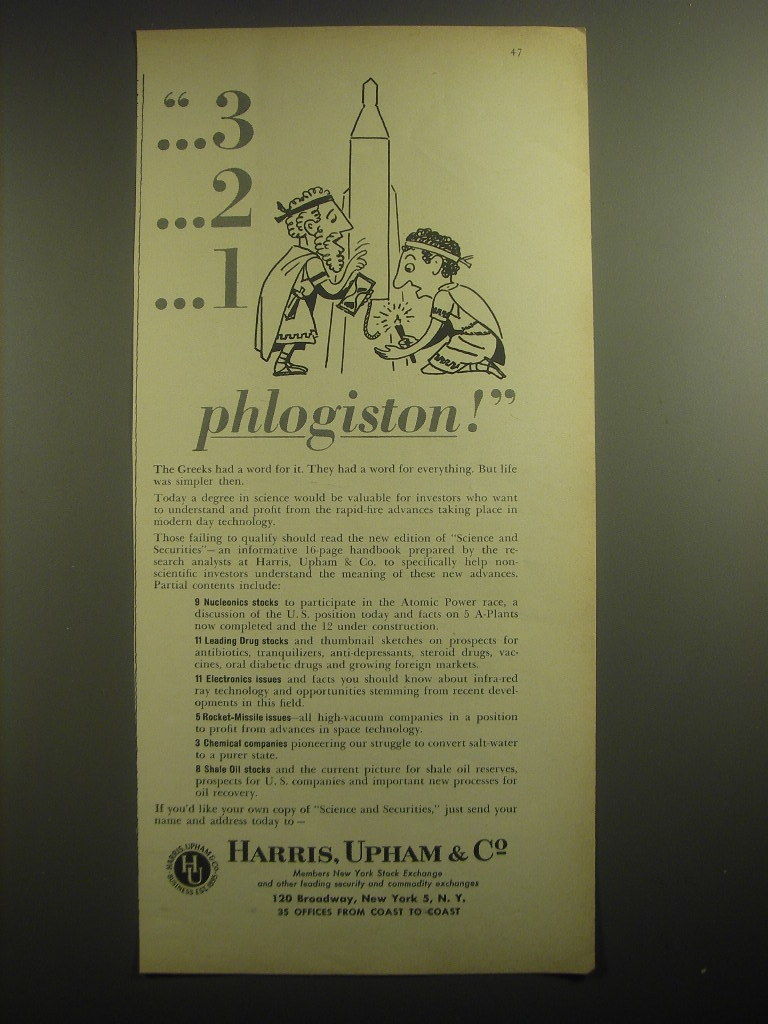 47
“...3
...2
...1
phlogiston!”
The Greeks had a word for it. They had a word for everything. But life
was simpler then.
Today a degree in science would be valuable for investors who want
to understand and profit from the rapid-fire advances taking place in
modern day technology.
Those failing to qualify should read the new edition of "Science and
Securities"—an informative 16-page handbook prepared by the re-
search analysts at Harris, Upham & Co. to specifically help non-
scientific investors understand the meaning of these new advances.
Partial contents include:
9 Nucleonics stocks to participate in the Atomic Power race, a
discussion of the U. S. position today and facts on 5 A-Plants
now completed and the 12 under construction.
11 Leading Drug stocks and thumbnail sketches on prospects for
antibiotics, tranquilizers, anti-depressants, steroid drugs, vac-
cines, oral diabetic drugs and growing foreign markets.
11 Electronics issues and facts you should know about infra-red
ray technology and opportunities stemming from recent devel-
opments in this field.
5 Rocket-Missile issues—all high-vacuum companies in a position
to profit from advances in space technology.
3 Chemical companies pioneering our struggle to convert salt-water
to a purer state.
8 Shale Oil stocks and the current picture for shale oil reserves,
prospects for U. S. companies and important new processes for
oil recovery.
If you'd like your own copy of "Science and Securities," just send your
name and address today to —
HARRIS, UPHAM & CO
HARRIS, UPHAM & CO
HU
BUSINESS EST. 1895
Members New York Stock Exchange
and other leading security and commodity exchanges
120 Broadway, New York 5, N. Y.
35 OFFICES FROM COAST TO COAST